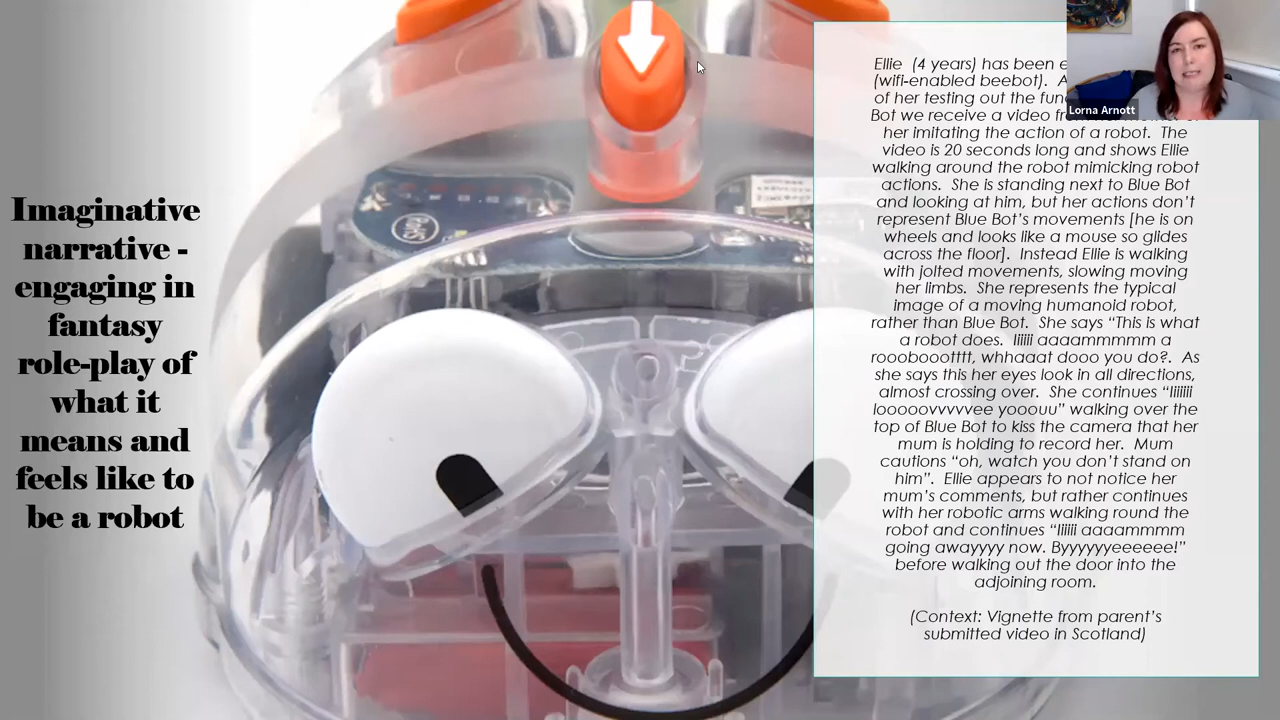 Imaginative
narrative -
engaging in
fantasy
role-play of
what it
means and
feels like to
be a robot
Ellie (4 years) has been e
(wifi-enabled beebot). A
of her testing out the fun
Bot we receive a video
her imitating the action of a robot. The
video is 20 seconds long and shows Ellie
walking around the robot mimicking robot
actions. She is standing next to Blue Bot
and looking at him, but her actions don’t
represent Blue Bot’s movements [he is on
wheels and looks like a mouse so glides
across the floor]. Instead Ellie is walking
with jolted movements, slowing moving
her limbs. She represents the typical
image of a moving humanoid robot,
rather than Blue Bot. She says “This is what
a robot does. Iiiiii aaaammmmm a
rooobooottt, whhaaat dooo you do?. As
she says this her eyes look in all directions,
almost crossing over. She continues “Iiiiiiii
looooovvvvvee yooouu” walking over the
top of Blue Bot to kiss the camera that her
mum is holding to record her. Mum
cautions “oh, watch you don’t stand on
him”. Ellie appears to not notice her
mum’s comments, but rather continues
with her robotic arms walking round the
robot and continues “Iiiiiii aaaammmm
going awayyyy now. Byyyyyyeeeeee!”
before walking out the door into the
adjoining room.
(Context: Vignette from parent’s
submitted video in Scotland)
Lorna Arnott